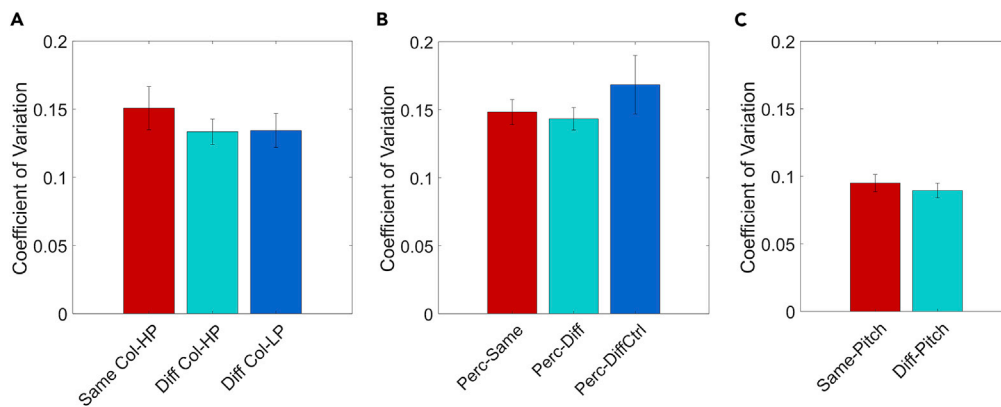 A
Coefficient of Variation
0.2
0.15
0.1
0.05
0
Same Col-HP
Diff Col-HP
Diff Col-LP
B
Coefficient of Variation
0.2
0.15
0.1
0.05
0
Perc-Same
Perc-Diff
Perc-DiffCtrl
C
Coefficient of Variation
0.2
0.15
0.1
0.05
0
Same-Pitch
Diff-Pitch